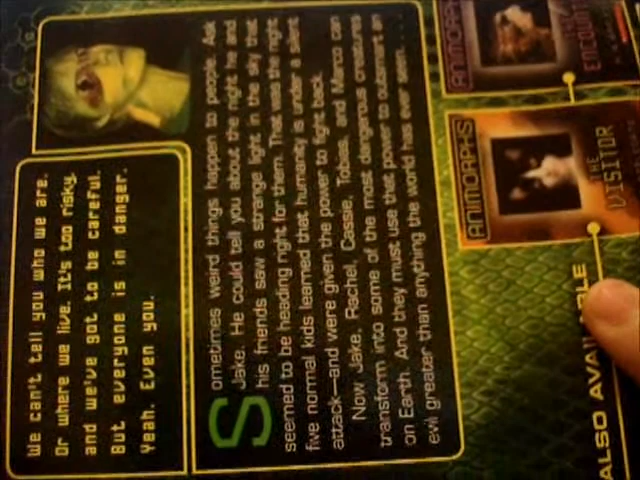 We can't tell you who we are.
Or where we live. It's too risky,
and we've got to be careful.
But everyone is in danger.
Yeah. Even you.
Sometimes weird things happen to people. Ask
Jake. He could tell you about the night he and
his friends saw a strange light in the sky that
seemed to be heading right for them. That was the night
five normal kids learned that humanity is under a silent
attack—and were given the power to fight back.
Now Jake, Rachel, Cassie, Tobias, and Marco can
transform into some of the most dangerous creatures
on Earth. And they must use that power to outsmart an
evil greater than anything the world has ever seen. . . .
ALSO AVAILABLE
ANIMORPHS
THE
VISITOR
ANIMORPHS
THE
ENCOUNTER